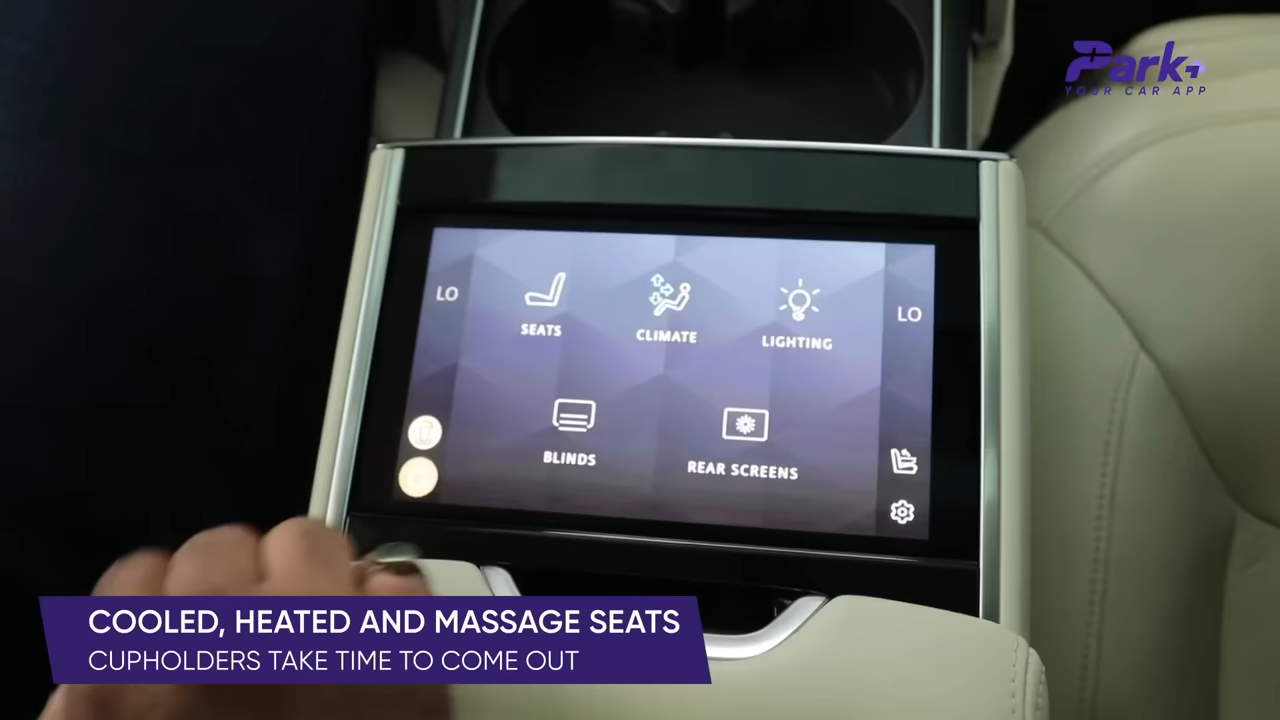 Park+
YOUR CAR APP
LO
SEATS
CLIMATE
LIGHTING
LO
BLINDS
REAR SCREENS
COOLED, HEATED AND MASSAGE SEATS
CUPHOLDERS TAKE TIME TO COME OUT